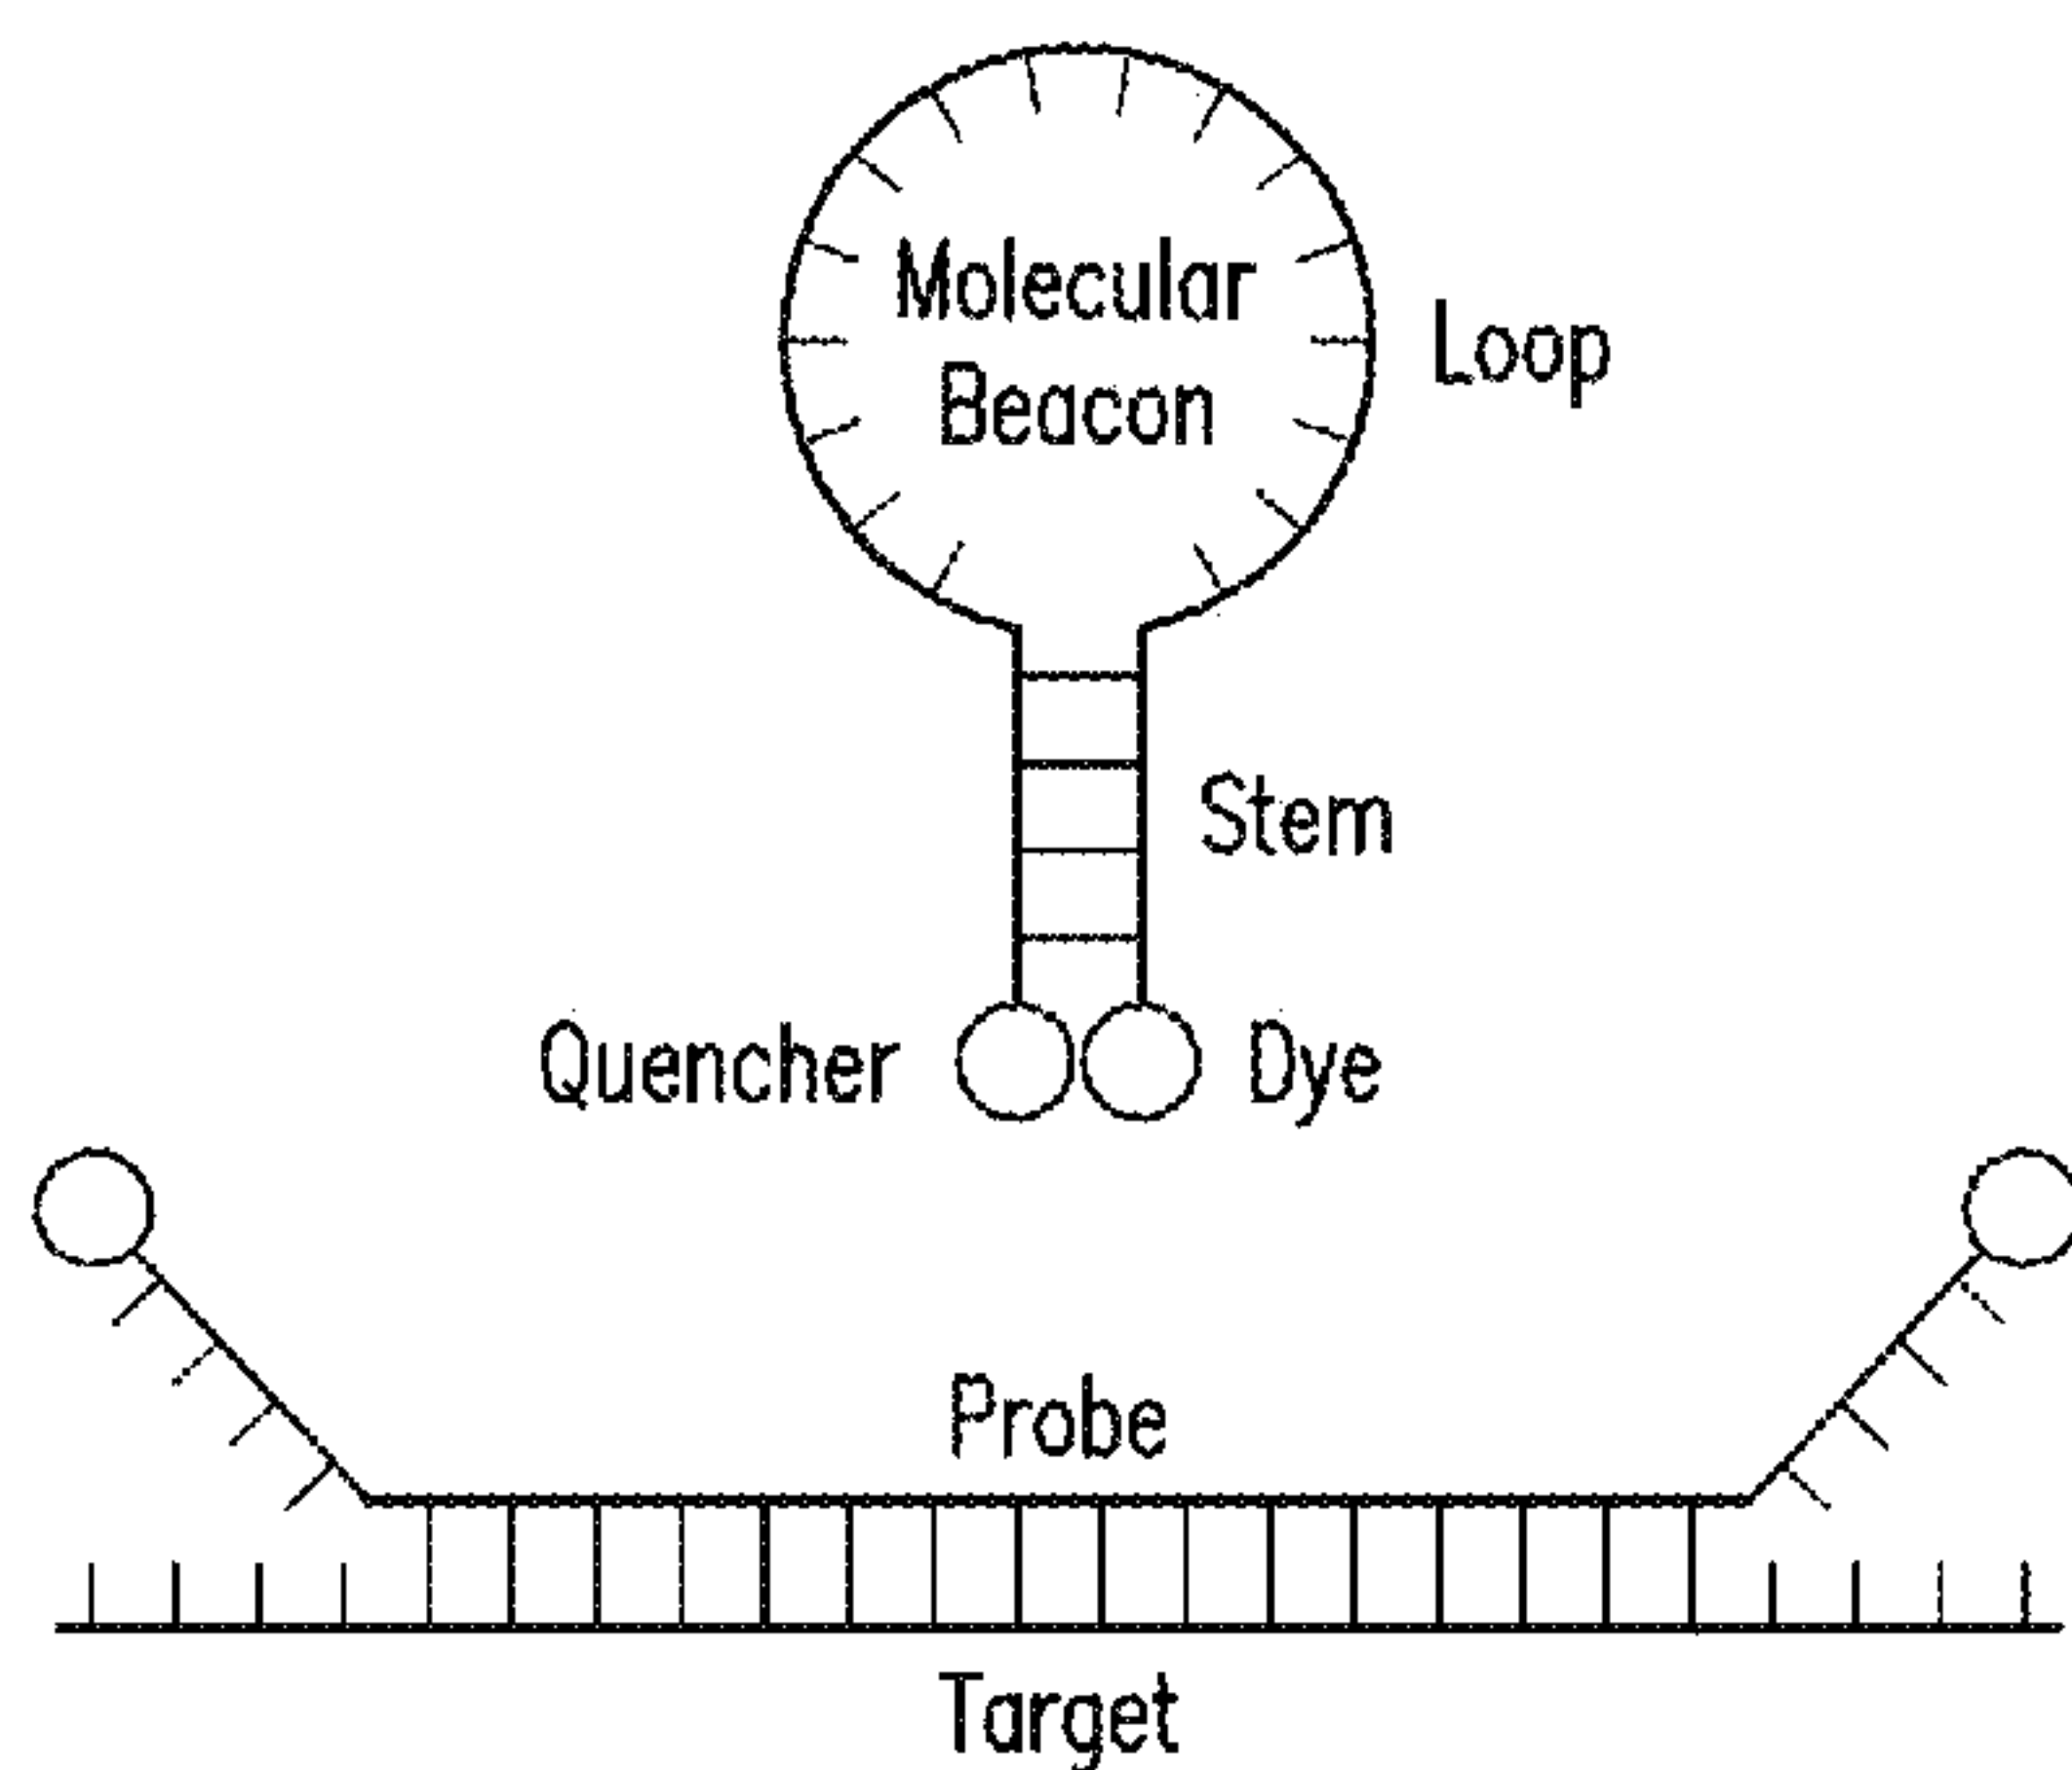 Molecular
Beacon
Loop
Stem
Quencher
Dye
Probe
Target